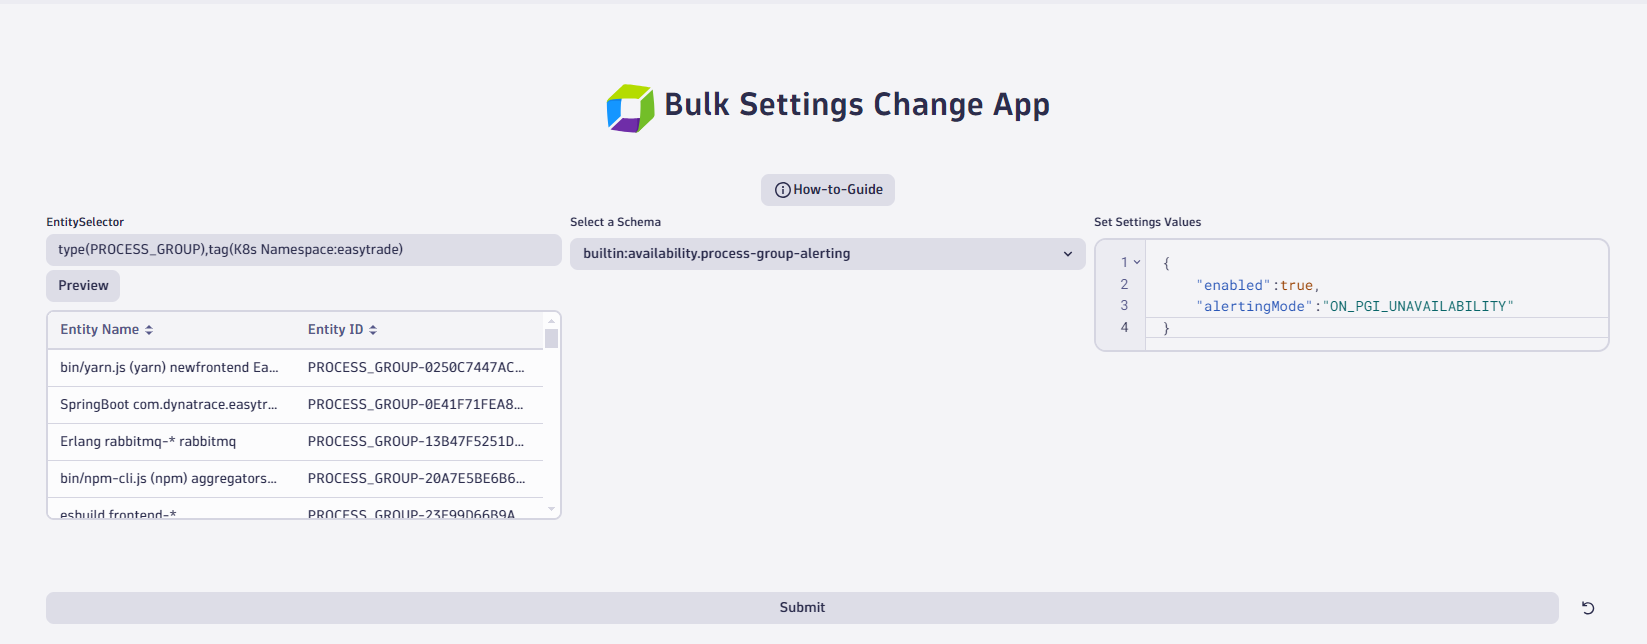 Bulk Settings Change App
How-to-Guide
EntitySelector
type(PROCESS_GROUP),tag(K8s Namespace:easytrade)
Preview
Entity Name Entity ID
bin/yarn.js (yarn) newfrontend Ea... PROCESS_GROUP-0250C7447AC...
SpringBoot com.dynatrace.easytr... PROCESS_GROUP-0E41F71FEA8...
Erlang rabbitmq-* rabbitmq PROCESS_GROUP-13B47F5251D...
bin/npm-cli.js (npm) aggregators... PROCESS_GROUP-20A7E5BE6B6...
esbuild frontend-* PROCESS_GROUP-23F99D66B9A
Select a Schema
builtin:availability.process-group-alerting
Set Settings Values
1 {
2 "enabled":true,
3 "alertingMode":"ON_PGI_UNAVAILABILITY"
4 }
Submit